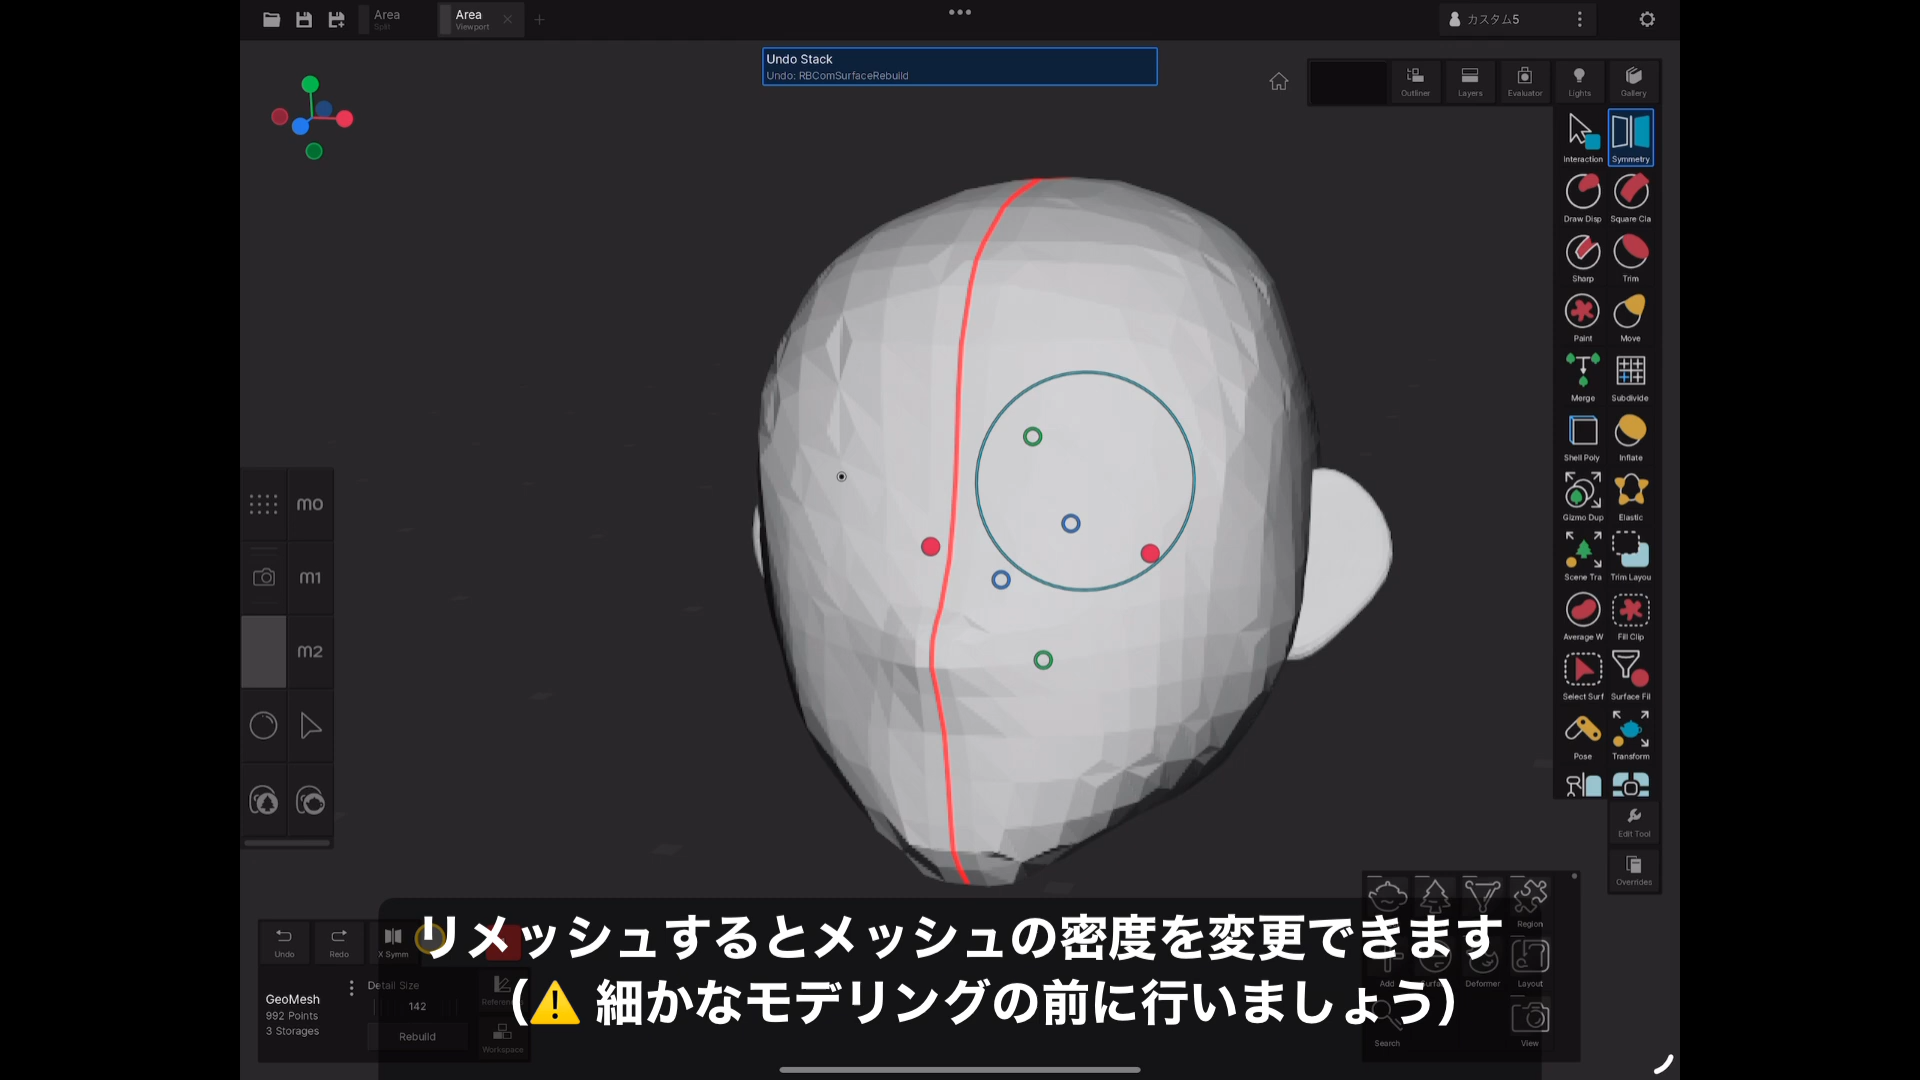 Area
Split
Area
Viewport
カスタム5
Undo Stack
Undo: RBComSurfaceRebuild
Outliner
Layers
Evaluator
Lights
Gallery
Interaction
Symmetry
Draw Disp
Square Cla
Sharp
Trim
Paint
Move
Merge
Subdivide
Shell Poly
Inflate
Gizmo Dup
Elastic
Scene Tra
Trim Layou
Average W
Fill Clip
Select Surf
Surface Fil
Pose
Transform
Edit Tool
Overrides
m0
m1
m2
Undo
Redo
X Symm
GeoMesh
992 Points
3 Storages
Detail Size
142
Rebuild
Workspace
Region
Add
Deformer
Layout
Search
View
リメッシュするとメッシュの密度を変更できます
(⚠️ 細かなモデリングの前に行いましょう)